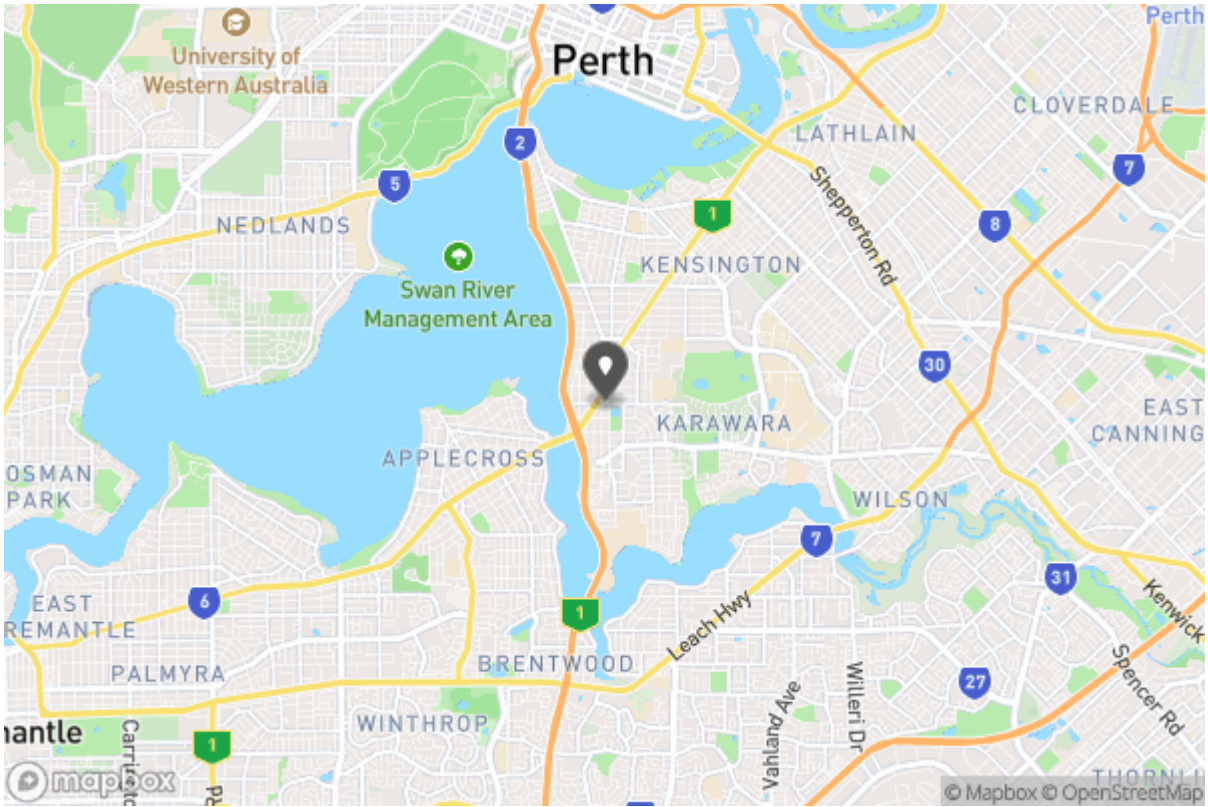 University of
Western Australia
Perth
Perth
CLOVERDALE
LATHLAIN
2
7
5
Shepperton Rd
NEDLANDS
1
8
KENSINGTON
Swan River
Management Area
30
KARAWARA
EAST
CANNING
APPLECROSS
OSMAN
PARK
WILSON
7
31
6
EAST
REMANTLE
1
Kenwick
Leach Hwy
BRENTWOOD
PALMYRA
Willeri Dr
Spencer Rd
27
Vahland Ave
WINTHROP
mantle
Carringto
1
THORNLI
mapbox
© Mapbox © OpenStreetMap